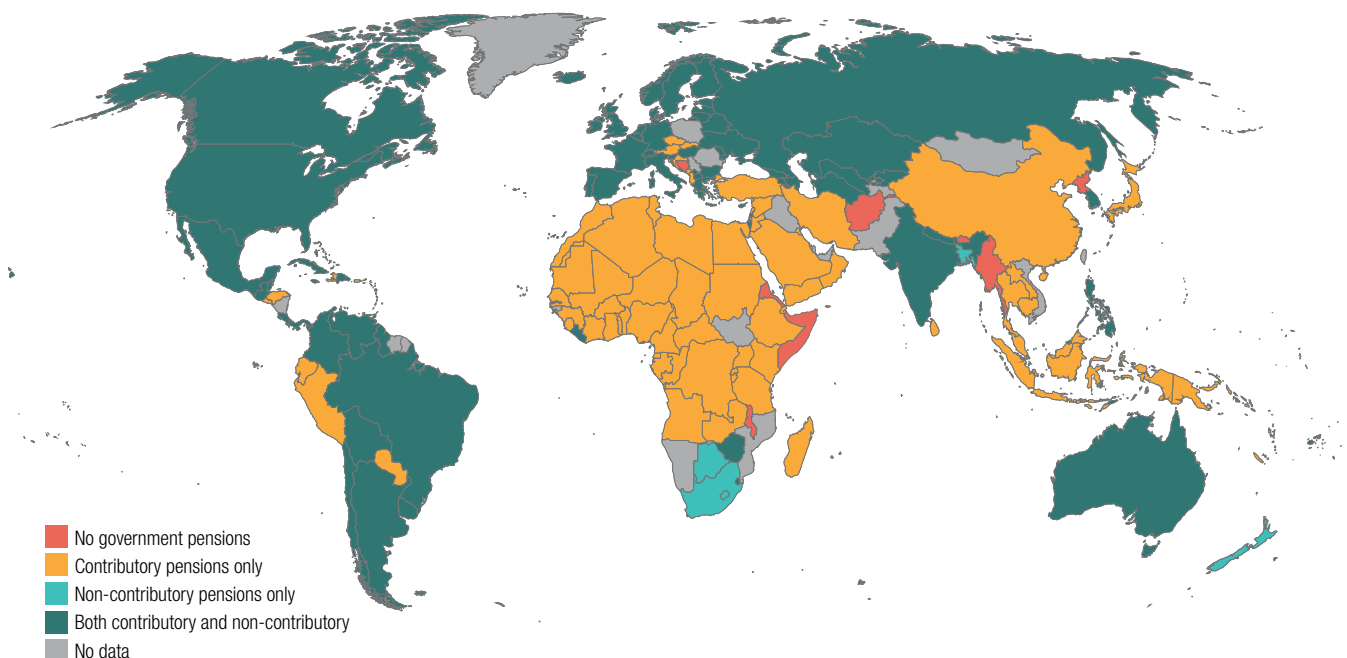 No government pensions
Contributory pensions only
Non-contributory pensions only
Both contributory and non-contributory
No data